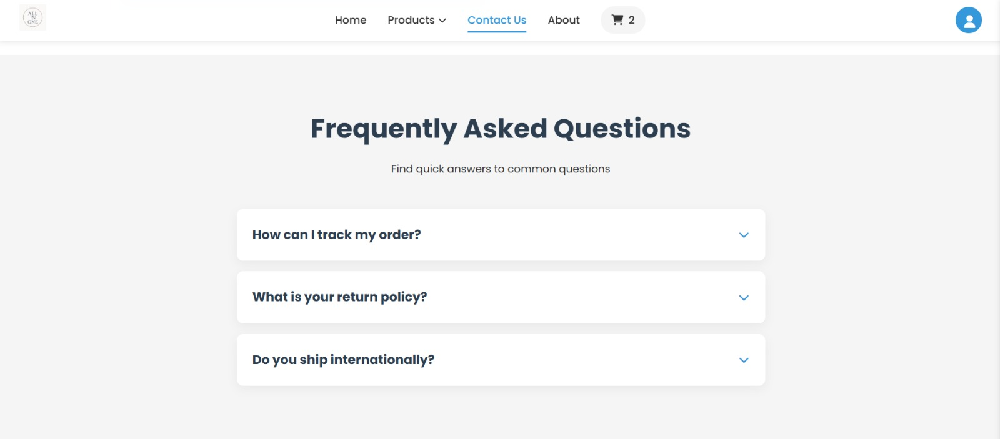 ALL
IN
ONE
Home
Products
Contact Us
About
2
Frequently Asked Questions
Find quick answers to common questions
How can I track my order?
What is your return policy?
Do you ship internationally?